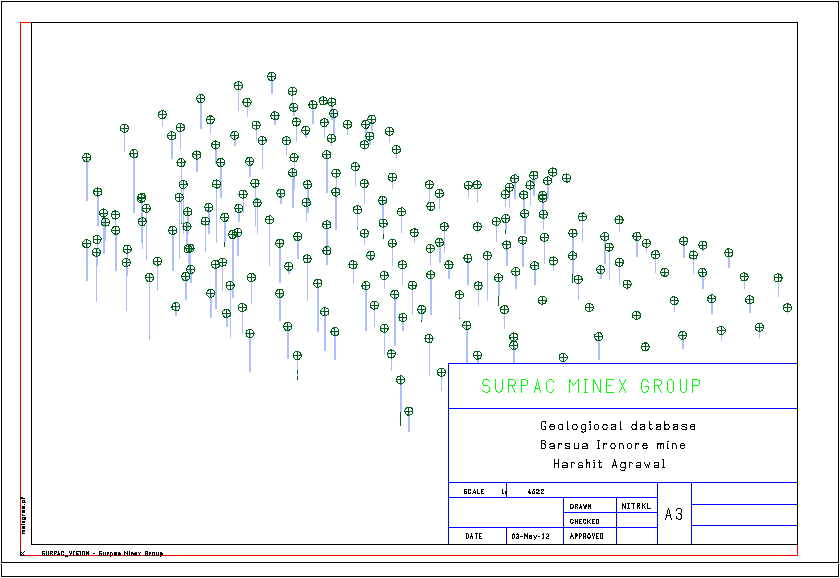 SURPAC MINEX GROUP
Geologiocal database
Barsua Ironore mine
Harshit Agrawal
SCALE 4622
DRAWN NITRKL
A3
CHECKED
DATE 03-May-12 APPROVED
SURPAC_VISION - Surpac Minex Group